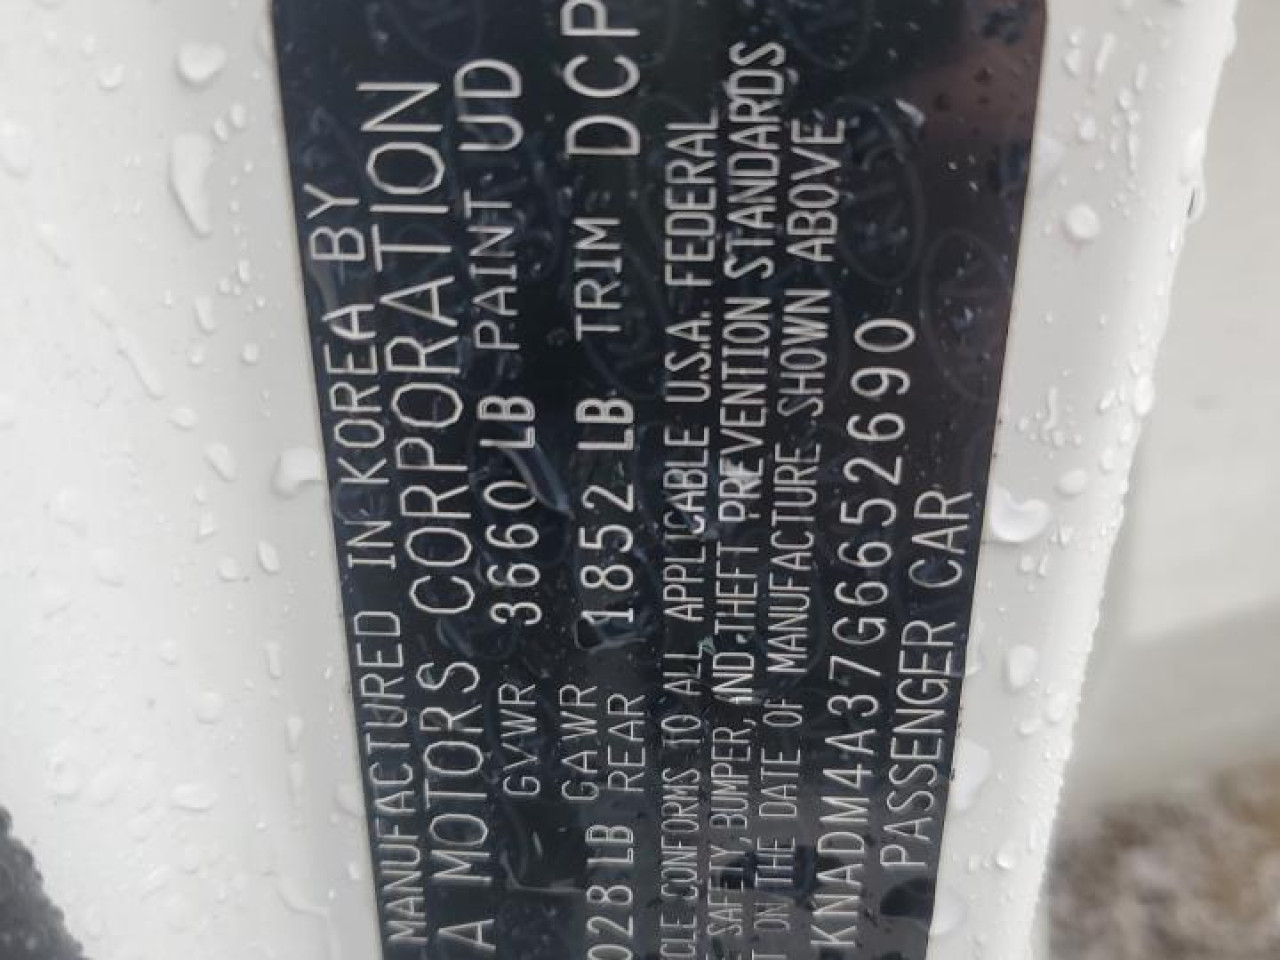 MANUFACTURED IN KOREA BY
A MOTORS CORPORATION
GVWR 3660 LB PAINT UD
GAWR
028 LB REAR 1852 LB TRIM DCP
CLE CONFORMS TO ALL APPLICABLE U.S.A. FEDERAL
SAFETY, BUMPER, AND THEFT PREVENTION STANDARDS
T ON THE DATE OF MANUFACTURE SHOWN ABOVE
KNADM4A37G6652690
PASSENGER CAR